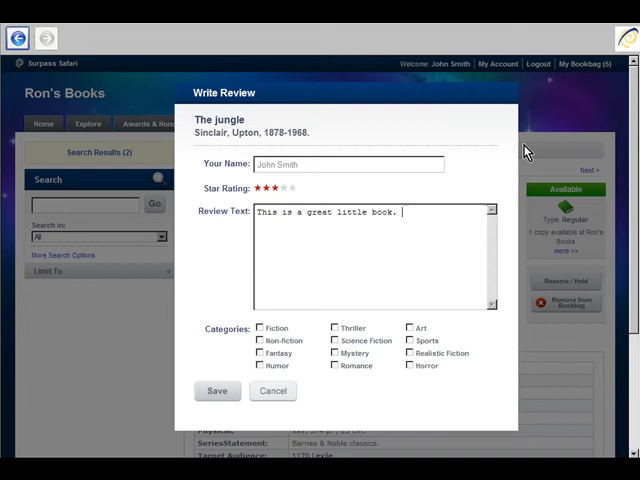 Surpass Safari
Welcome: John Smith | My Account | Logout | My Bookbag (5)
Ron's Books
Write Review
Home Explore Awards & Hono
The jungle
Sinclair, Upton, 1878-1968.
Search Results (2)
Next >
Search
Your Name: John Smith
Available
Star Rating:
Go
Review Text: This is a great little book.
Type: Regular
Search in:
1 copy available at Ron's
Books
All
more >>
More Search Options
Limit To
Reserve / Hold
Remove from
Bookbag
Categories: Fiction Thriller Art
Non-fiction Science Fiction Sports
Fantasy Mystery Realistic Fiction
Humor Romance Horror
Save Cancel
SeriesStatement: Barnes & Noble classics.
Target Audience: 1170 Lexile.